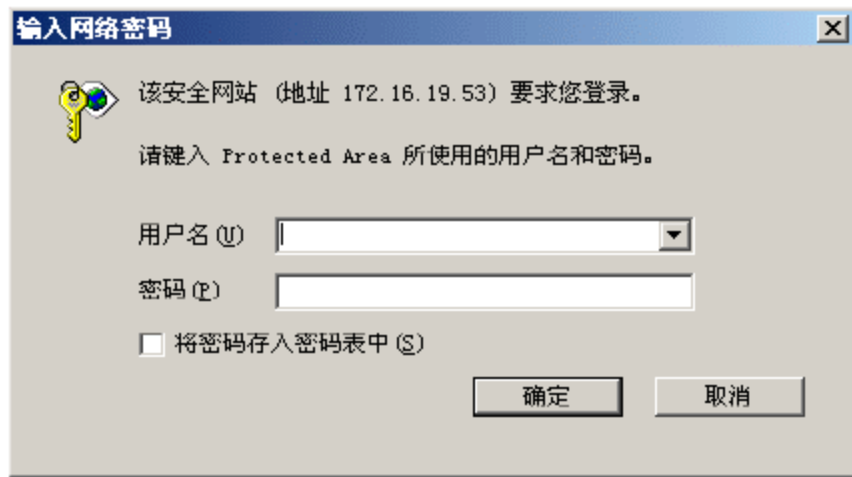 输入网络密码
该安全网站 (地址 172.16.19.53) 要求您登录。
请键入 Protected Area 所使用的用户名和密码。
用户名(U)
密码(P)
将密码存入密码表中(S)
确定 取消